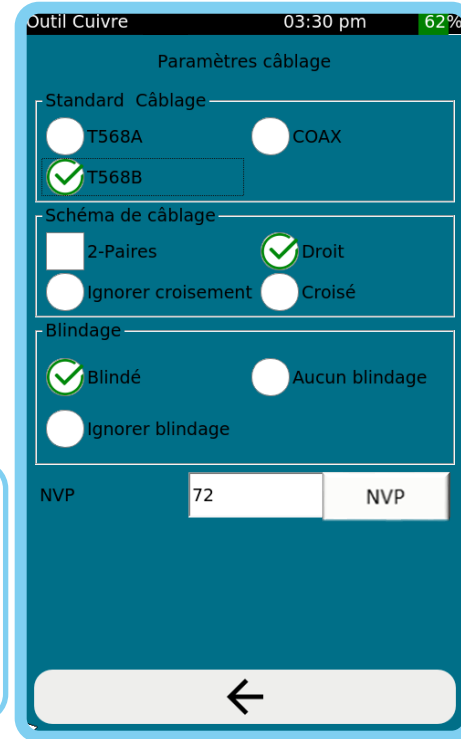 Outil Cuivre 03:30 pm 62%
Paramètres câblage
Standard Câblage
T568A COAX
T568B
Schéma de câblage
2-Paires Droit
Ignorer croisement Croisé
Blindage
Blindé Aucun blindage
Ignorer blindage
NVP 72 NVP